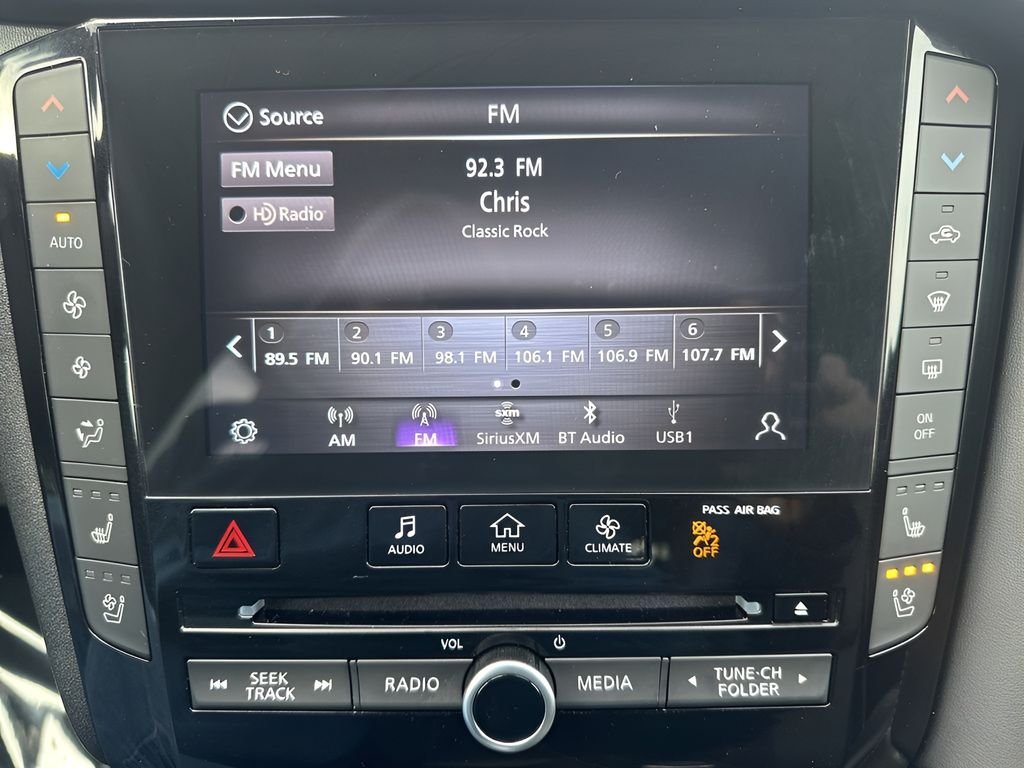 Source
FM
FM Menu
92.3 FM
HD Radio
Chris
Classic Rock
1 2 3 4 5 6
89.5 FM 90.1 FM 98.1 FM 106.1 FM 106.9 FM 107.7 FM
AM
FM
sxm
SiriusXM
BT Audio
USB1
AUTO
ON
OFF
AUDIO
MENU
CLIMATE
PASS AIR BAG
2
OFF
VOL
SEEK
TRACK
RADIO
MEDIA
TUNE·CH
FOLDER